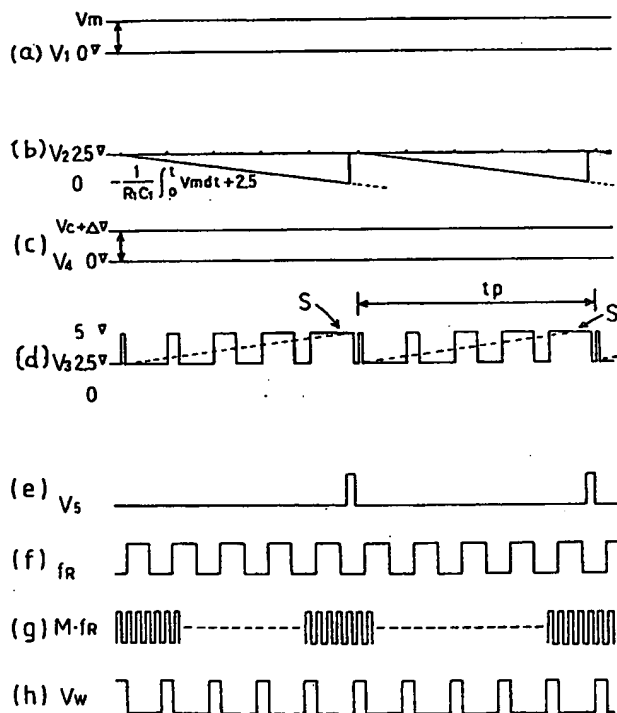 Vm
(a) V1 0V
(b) V2 2.5V
0 -1/R1C1 ∫0t Vmdt + 2.5
Vc+ΔV
(c)
V4 0V
S tp S
5 V
(d) V3 2.5V
0
(e) V5
(f) fR
(g) M·fR
(h) Vw